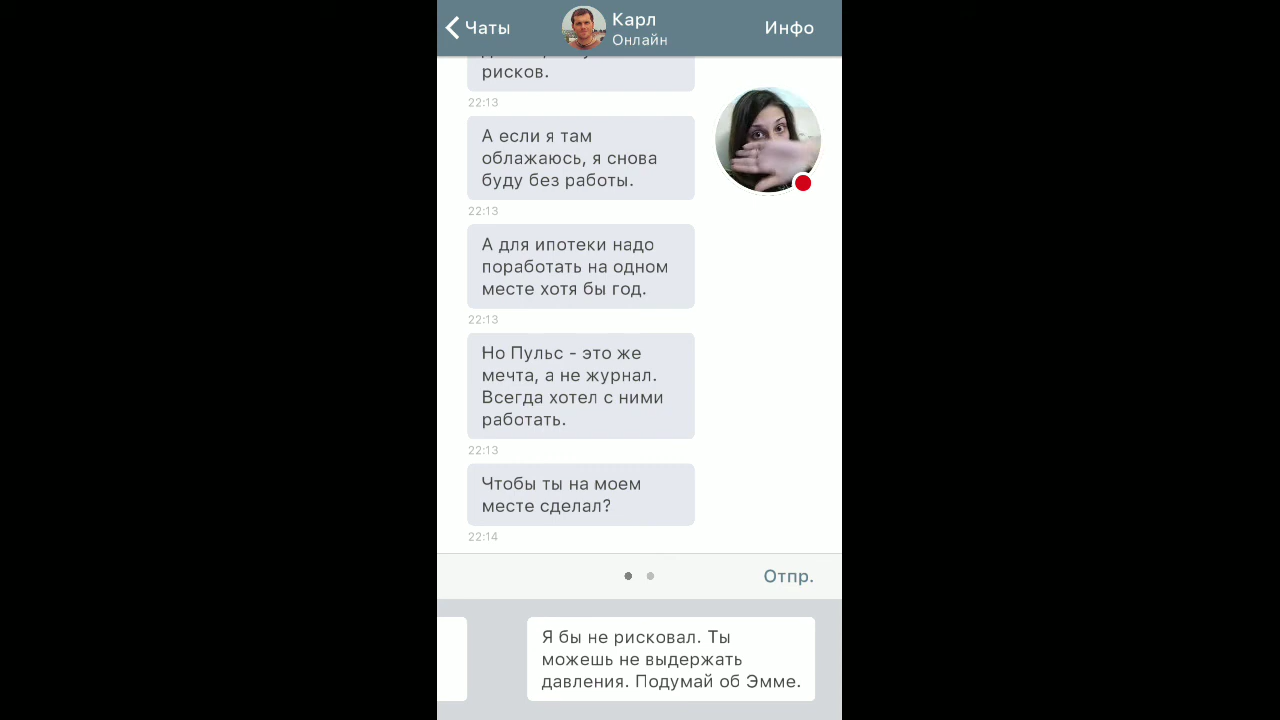 Чаты
Карл
Онлайн
Инфо
рисков.
22:13
А если я там
облажаюсь, я снова
буду без работы.
22:13
А для ипотеки надо
поработать на одном
месте хотя бы год.
22:13
Но Пульс - это же
мечта, а не журнал.
Всегда хотел с ними
работать.
22:13
Чтобы ты на моем
месте сделал?
22:14
Отпр.
Я бы не рисковал. Ты
можешь не выдержать
давления. Подумай об Эмме.